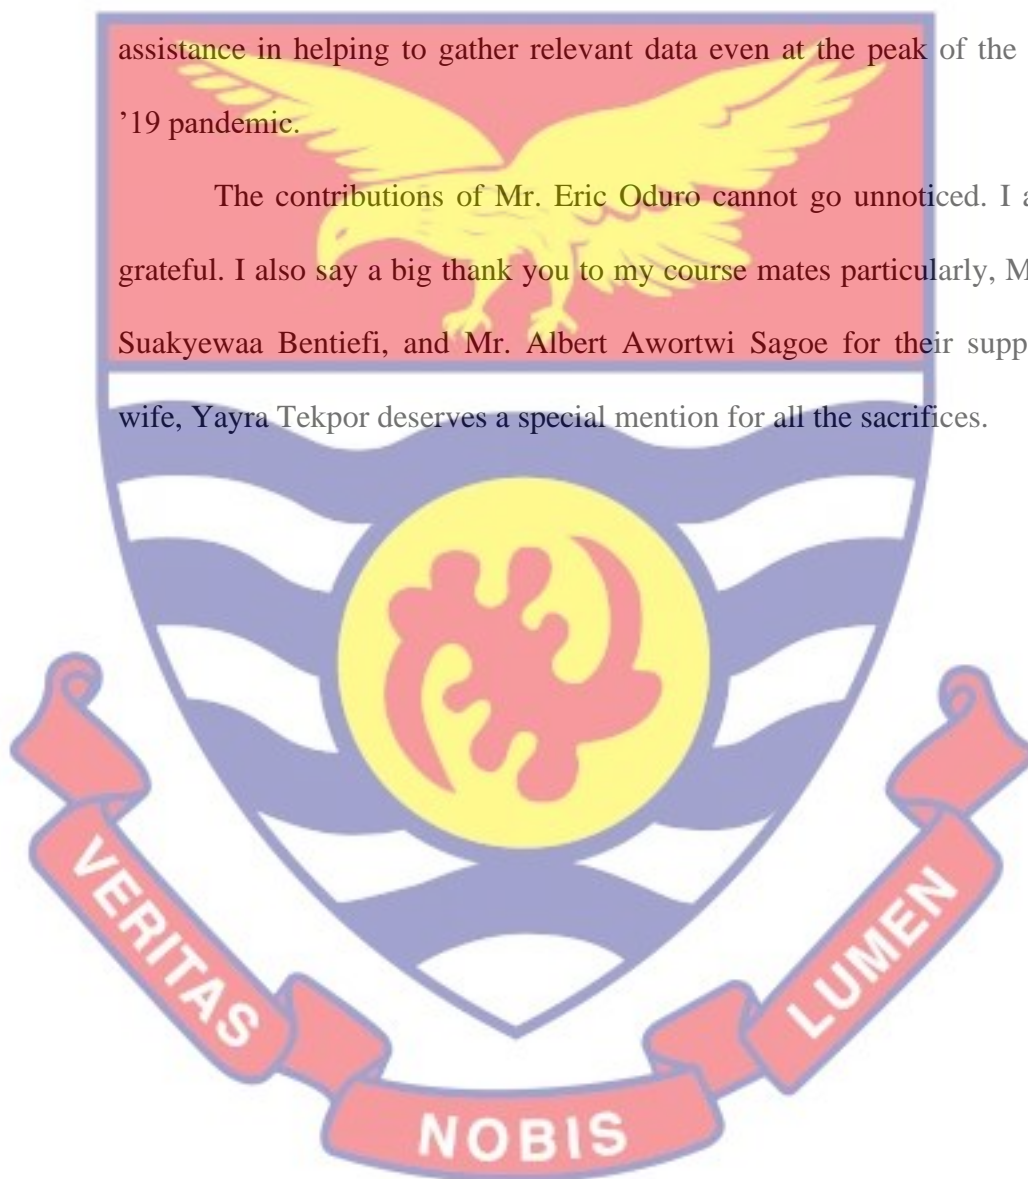 assistance in helping to gather relevant data even at the peak of the
’19 pandemic.
The contributions of Mr. Eric Oduro cannot go unnoticed. I a
grateful. I also say a big thank you to my course mates particularly, M
Suakyewaa Bentiefi, and Mr. Albert Awortwi Sagoe for their supp
wife, Yayra Tekpor deserves a special mention for all the sacrifices.
VERITAS
NOBIS
LUMEN